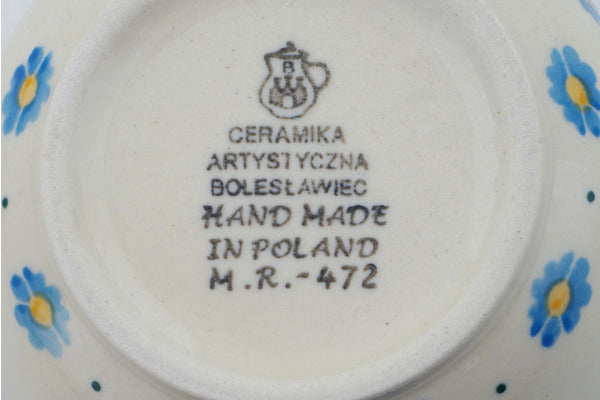 B
CERAMIKA
ARTYSTYCZNA
BOLESŁAWIEC
HAND MADE
IN POLAND
M.R.-472